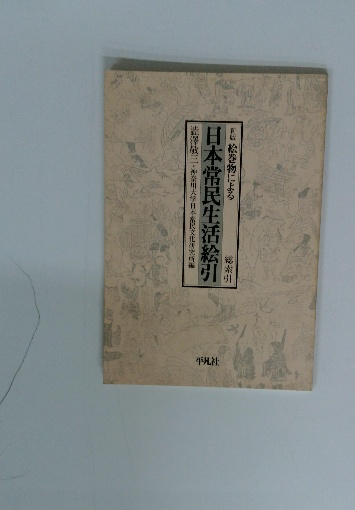 新版 絵巻物による
日本常民生活絵引
総索引
澁澤敬三・神奈川大学日本常民文化研究所編
平凡社